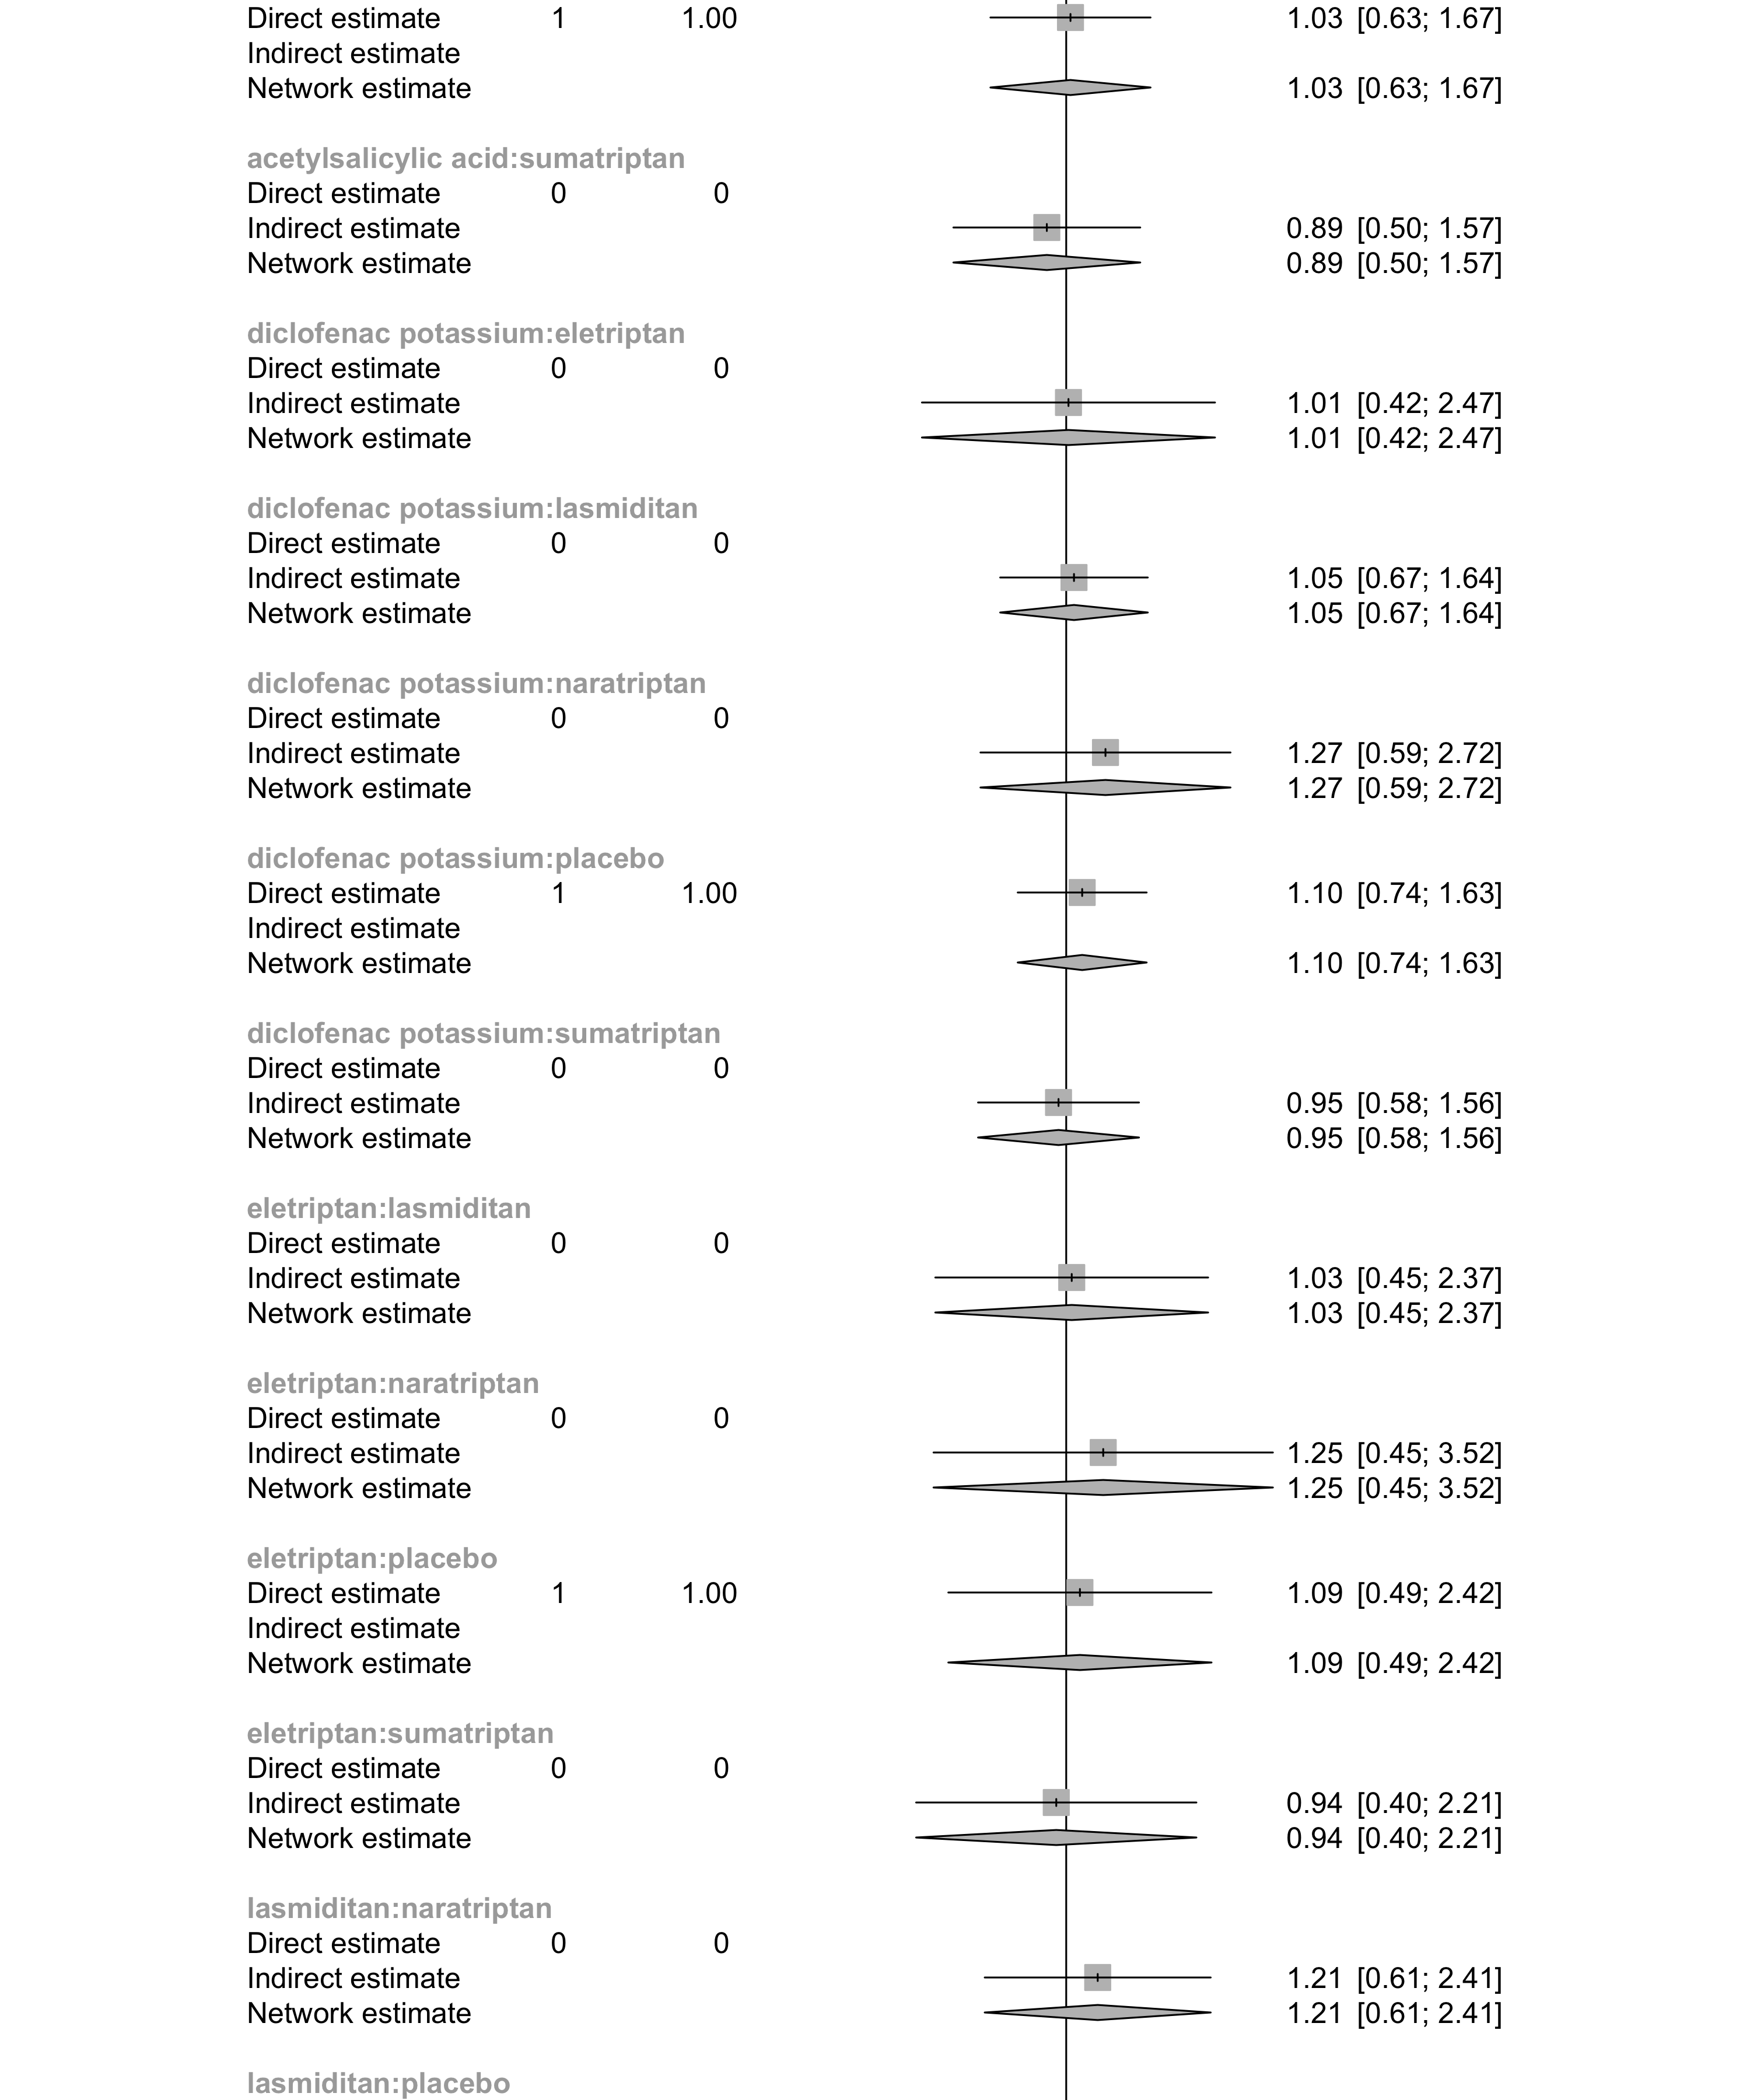 Direct estimate 1 1.00 1.03 [0.63; 1.67]
Indirect estimate
Network estimate 1.03 [0.63; 1.67]
acetylsalicylic acid:sumatriptan
Direct estimate 0 0
Indirect estimate 0.89 [0.50; 1.57]
Network estimate 0.89 [0.50; 1.57]
diclofenac potassium:eletriptan
Direct estimate 0 0
Indirect estimate 1.01 [0.42; 2.47]
Network estimate 1.01 [0.42; 2.47]
diclofenac potassium:lasmiditan
Direct estimate 0 0
Indirect estimate 1.05 [0.67; 1.64]
Network estimate 1.05 [0.67; 1.64]
diclofenac potassium:naratriptan
Direct estimate 0 0
Indirect estimate 1.27 [0.59; 2.72]
Network estimate 1.27 [0.59; 2.72]
diclofenac potassium:placebo
Direct estimate 1 1.00 1.10 [0.74; 1.63]
Indirect estimate
Network estimate 1.10 [0.74; 1.63]
diclofenac potassium:sumatriptan
Direct estimate 0 0
Indirect estimate 0.95 [0.58; 1.56]
Network estimate 0.95 [0.58; 1.56]
eletriptan:lasmiditan
Direct estimate 0 0
Indirect estimate 1.03 [0.45; 2.37]
Network estimate 1.03 [0.45; 2.37]
eletriptan:naratriptan
Direct estimate 0 0
Indirect estimate 1.25 [0.45; 3.52]
Network estimate 1.25 [0.45; 3.52]
eletriptan:placebo
Direct estimate 1 1.00 1.09 [0.49; 2.42]
Indirect estimate
Network estimate 1.09 [0.49; 2.42]
eletriptan:sumatriptan
Direct estimate 0 0
Indirect estimate 0.94 [0.40; 2.21]
Network estimate 0.94 [0.40; 2.21]
lasmiditan:naratriptan
Direct estimate 0 0
Indirect estimate 1.21 [0.61; 2.41]
Network estimate 1.21 [0.61; 2.41]
lasmiditan:placebo